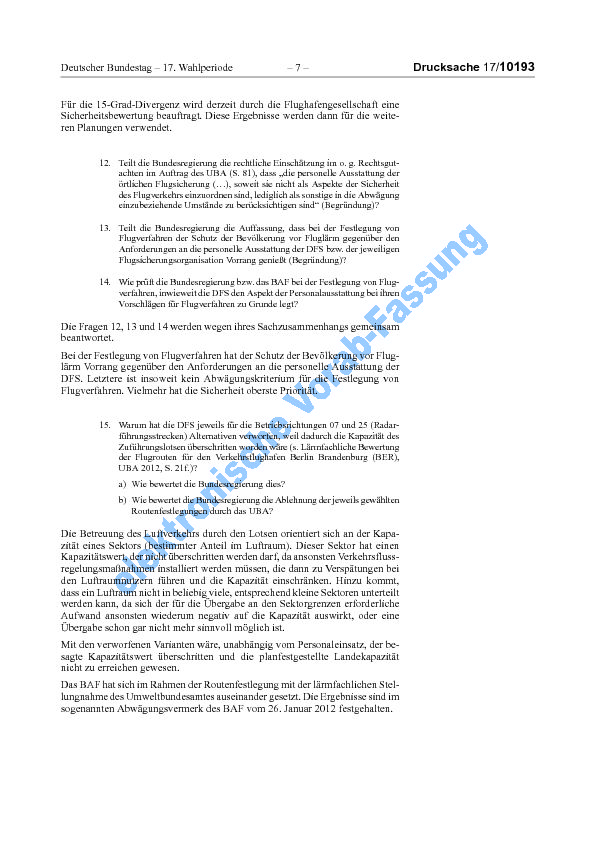 Deutscher Bundestag – 17. Wahlperiode – 7 – Drucksache 17/10193
Für die 15-Grad-Divergenz wird derzeit durch die Flughafengesellschaft eine
Sicherheitsbewertung beauftragt. Diese Ergebnisse werden dann für die weite-
ren Planungen verwendet.
12. Teilt die Bundesregierung die rechtliche Einschätzung im o. g. Rechtsgut-
achten im Auftrag des UBA (S. 81), dass „die personelle Ausstattung der
örtlichen Flugsicherung (…), soweit sie nicht als Aspekte der Sicherheit
des Flugverkehrs einzuordnen sind, lediglich als sonstige in die Abwägung
einzubeziehende Umstände zu berücksichtigen sind“ (Begründung)?
13. Teilt die Bundesregierung die Auffassung, dass bei der Festlegung von
Flugverfahren der Schutz der Bevölkerung vor Fluglärm gegenüber den
Anforderungen an die personelle Ausstattung der DFS bzw. der jeweiligen
Flugsicherungsorganisation Vorrang genießt (Begründung)?
14. Wie prüft die Bundesregierung bzw. das BAF bei der Festlegung von Flug-
verfahren, inwieweit die DFS den Aspekt der Personalausstattung bei ihren
Vorschlägen für Flugverfahren zu Grunde legt?
Die Fragen 12, 13 und 14 werden wegen ihres Sachzusammenhangs gemeinsam
beantwortet.
Bei der Festlegung von Flugverfahren hat der Schutz der Bevölkerung vor Flug-
lärm Vorrang gegenüber den Anforderungen an die personelle Ausstattung der
DFS. Letztere ist insoweit kein Abwägungskriterium für die Festlegung von
Flugverfahren. Vielmehr hat die Sicherheit oberste Priorität.
15. Warum hat die DFS jeweils für die Betriebsrichtungen 07 und 25 (Radar-
führungsstrecken) Alternativen verworfen, weil dadurch die Kapazität des
Zuführungslotsen überschritten worden wäre (s. Lärmfachliche Bewertung
der Flugrouten für den Verkehrsflughafen Berlin Brandenburg (BER),
UBA 2012, S. 21f.)?
a) Wie bewertet die Bundesregierung dies?
b) Wie bewertet die Bundesregierung die Ablehnung der jeweils gewählten
Routenfestlegungen durch das UBA?
Die Betreuung des Luftverkehrs durch den Lotsen orientiert sich an der Kapa-
zität eines Sektors (bestimmter Anteil im Luftraum). Dieser Sektor hat einen
Kapazitätswert, der nicht überschritten werden darf, da ansonsten Verkehrsfluss-
regelungsmaßnahmen installiert werden müssen, die dann zu Verspätungen bei
den Luftraumnutzern führen und die Kapazität einschränken. Hinzu kommt,
dass ein Luftraum nicht in beliebig viele, entsprechend kleine Sektoren unterteilt
werden kann, da sich der für die Übergabe an den Sektorgrenzen erforderliche
Aufwand ansonsten wiederum negativ auf die Kapazität auswirkt, oder eine
Übergabe schon gar nicht mehr sinnvoll möglich ist.
Mit den verworfenen Varianten wäre, unabhängig vom Personaleinsatz, der be-
sagte Kapazitätswert überschritten und die planfestgestellte Landekapazität
nicht zu erreichen gewesen.
Das BAF hat sich im Rahmen der Routenfestlegung mit der lärmfachlichen Stel-
lungnahme des Umweltbundesamtes auseinander gesetzt. Die Ergebnisse sind im
sogenannten Abwägungsvermerk des BAF vom 26. Januar 2012 festgehalten.
elektronische Vorab-Fassung